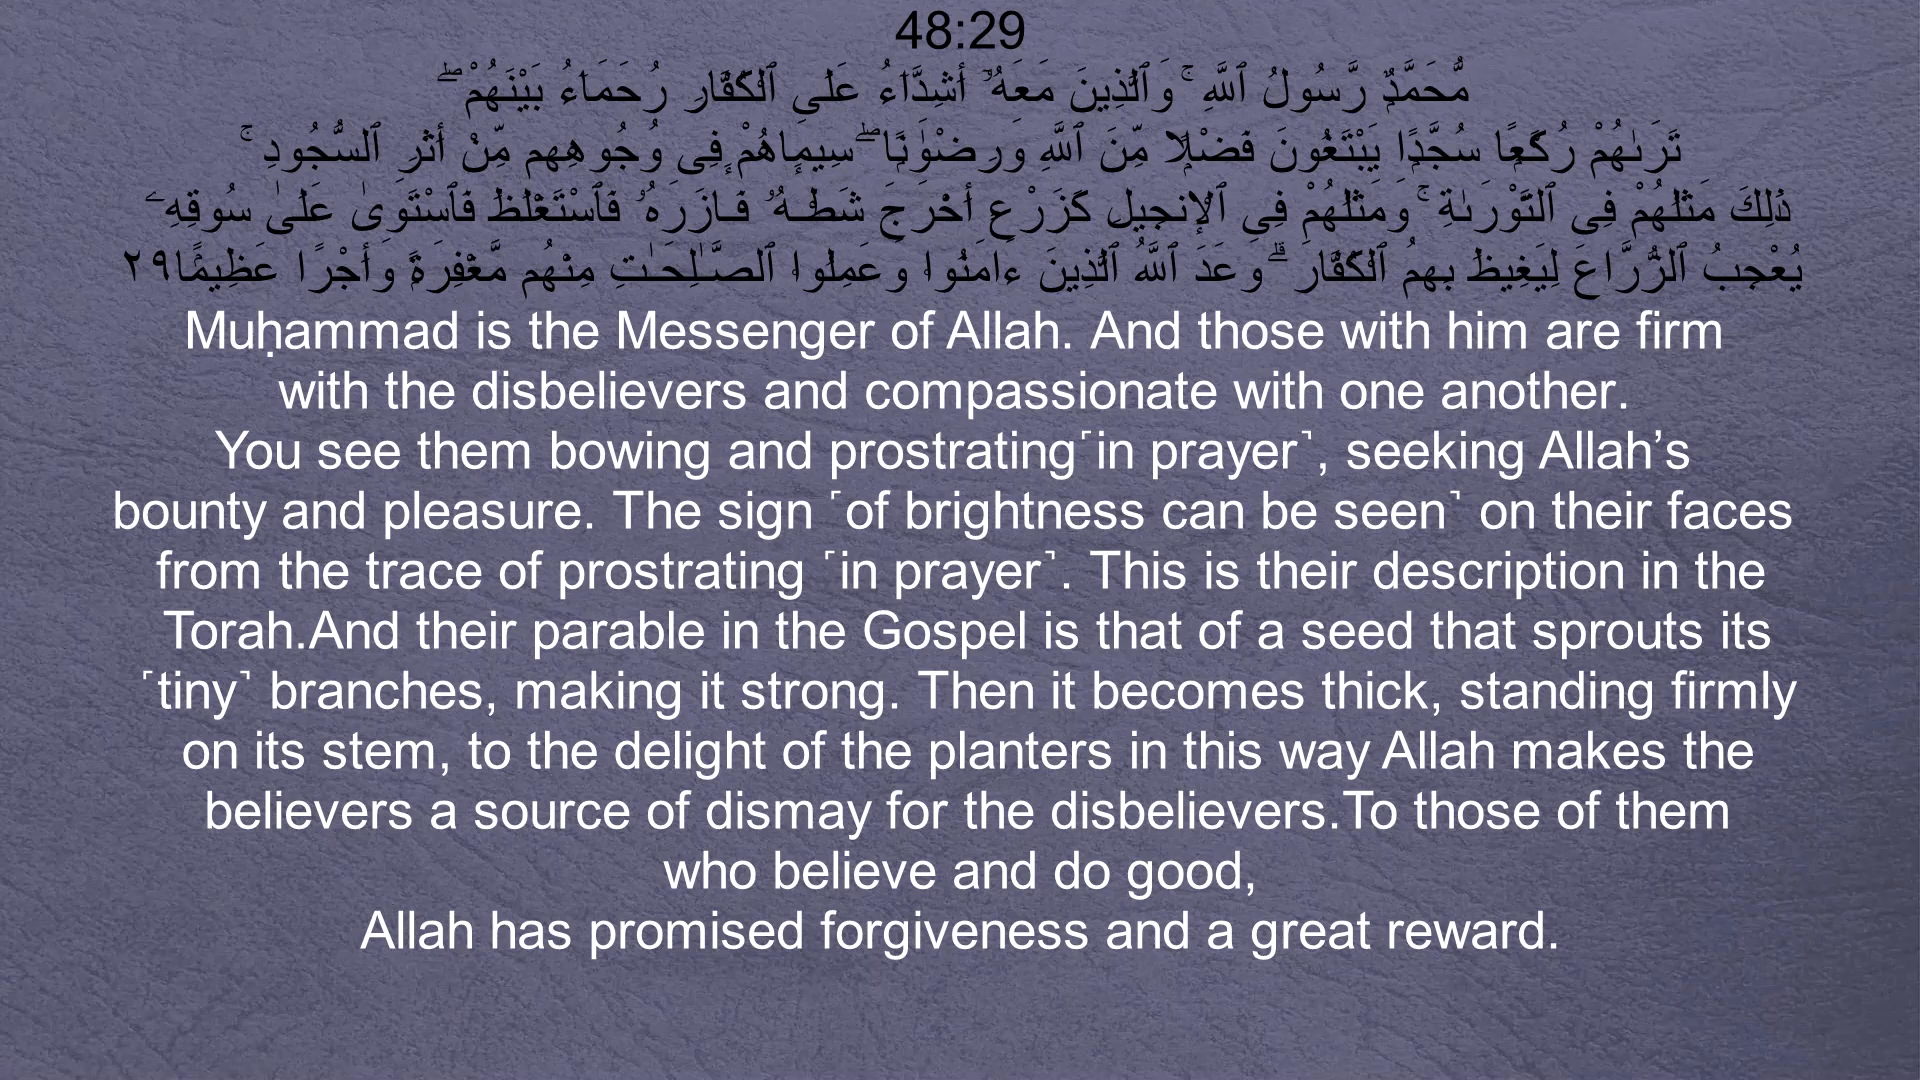 48:29
مُّحَمَّدٌۭ رَّسُولُ ٱللَّهِ ۚ وَٱلَّذِينَ مَعَهُۥٓ أَشِدَّآءُ عَلَى ٱلْكُفَّارِ رُحَمَآءُ بَيْنَهُمْ ۖ
تَرَىٰهُمْ رُكَّعًۭا سُجَّدًۭا يَبْتَغُونَ فَضْلًۭا مِّنَ ٱللَّهِ وَرِضْوَٰنًۭا ۖ سِيمَاهُمْ فِى وُجُوهِهِم مِّنْ أَثَرِ ٱلسُّجُودِ ۚ
ذَٰلِكَ مَثَلُهُمْ فِى ٱلتَّوْرَىٰةِ ۚ وَمَثَلُهُمْ فِى ٱلْإِنجِيلِ كَزَرْعٍ أَخْرَجَ شَطْـَٔهُۥ فَـَٔازَرَهُۥ فَٱسْتَغْلَظَ فَٱسْتَوَىٰ عَلَىٰ سُوقِهِۦ
يُعْجِبُ ٱلزُّرَّاعَ لِيَغِيظَ بِهِمُ ٱلْكُفَّارَ ۗ وَعَدَ ٱللَّهُ ٱلَّذِينَ ءَامَنُوا۟ وَعَمِلُوا۟ ٱلصَّـٰلِحَـٰتِ مِنْهُم مَّغْفِرَةًۭ وَأَجْرًا عَظِيمًۢا ٢٩
Muḥammad is the Messenger of Allah. And those with him are firm
with the disbelievers and compassionate with one another.
You see them bowing and prostrating˹in prayer˺, seeking Allah’s
bounty and pleasure. The sign ˹of brightness can be seen˺ on their faces
from the trace of prostrating ˹in prayer˺. This is their description in the
Torah.And their parable in the Gospel is that of a seed that sprouts its
˹tiny˺ branches, making it strong. Then it becomes thick, standing firmly
on its stem, to the delight of the planters in this way Allah makes the
believers a source of dismay for the disbelievers.To those of them
who believe and do good,
Allah has promised forgiveness and a great reward.